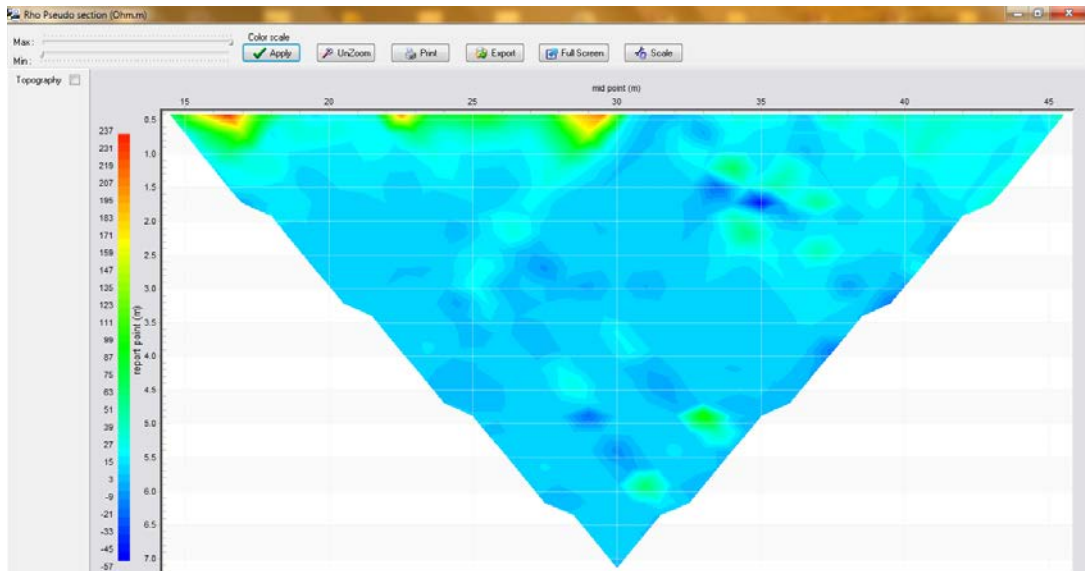 Rho Pseudo section (Ohm.m)
Max :
Min :
Color scale
Apply
UnZoom
Print
Export
Full Screen
Scale
Topography
mid point (m)
15 20 25 30 35 40 45
237
231
219
207
195
183
171
159
147
135
123
111
99
87
75
63
51
39
27
15
3
-9
-21
-33
-45
-57
repart point (m)
0.5
1.0
1.5
2.0
2.5
3.0
3.5
4.0
4.5
5.0
5.5
6.0
6.5
7.0